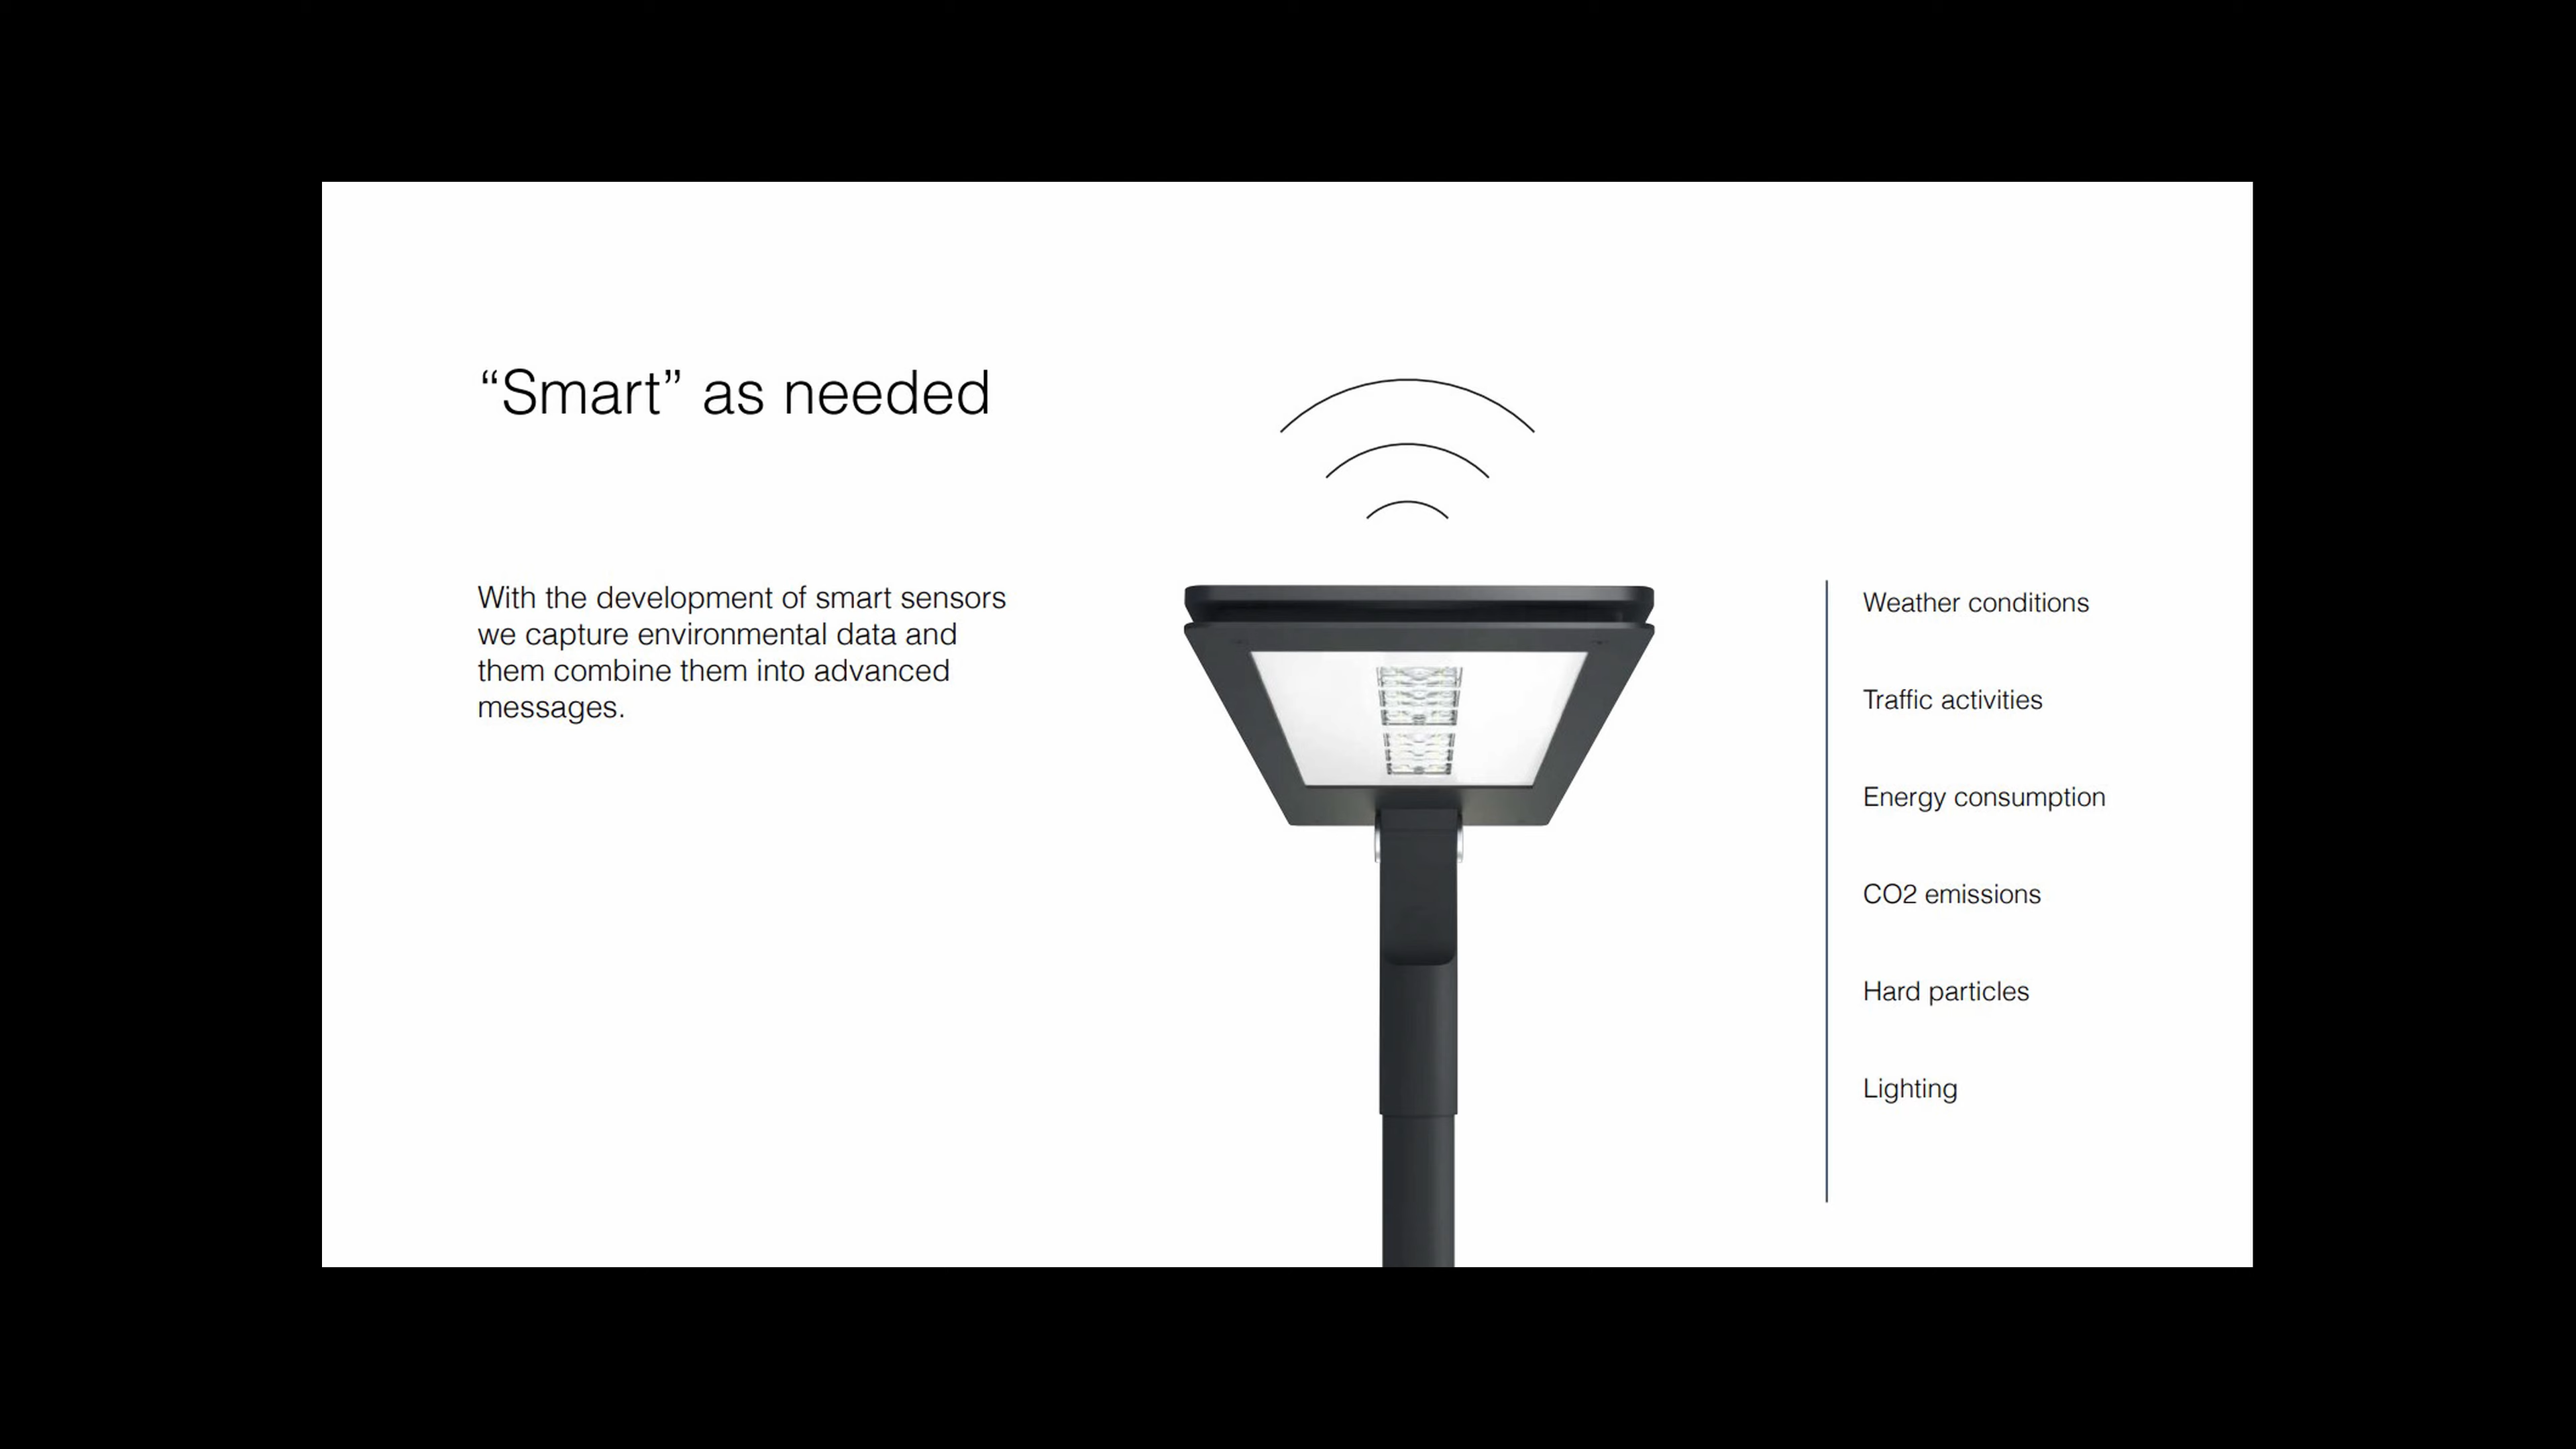 “Smart” as needed
With the development of smart sensors
we capture environmental data and
them combine them into advanced
messages.
Weather conditions
Traffic activities
Energy consumption
CO2 emissions
Hard particles
Lighting